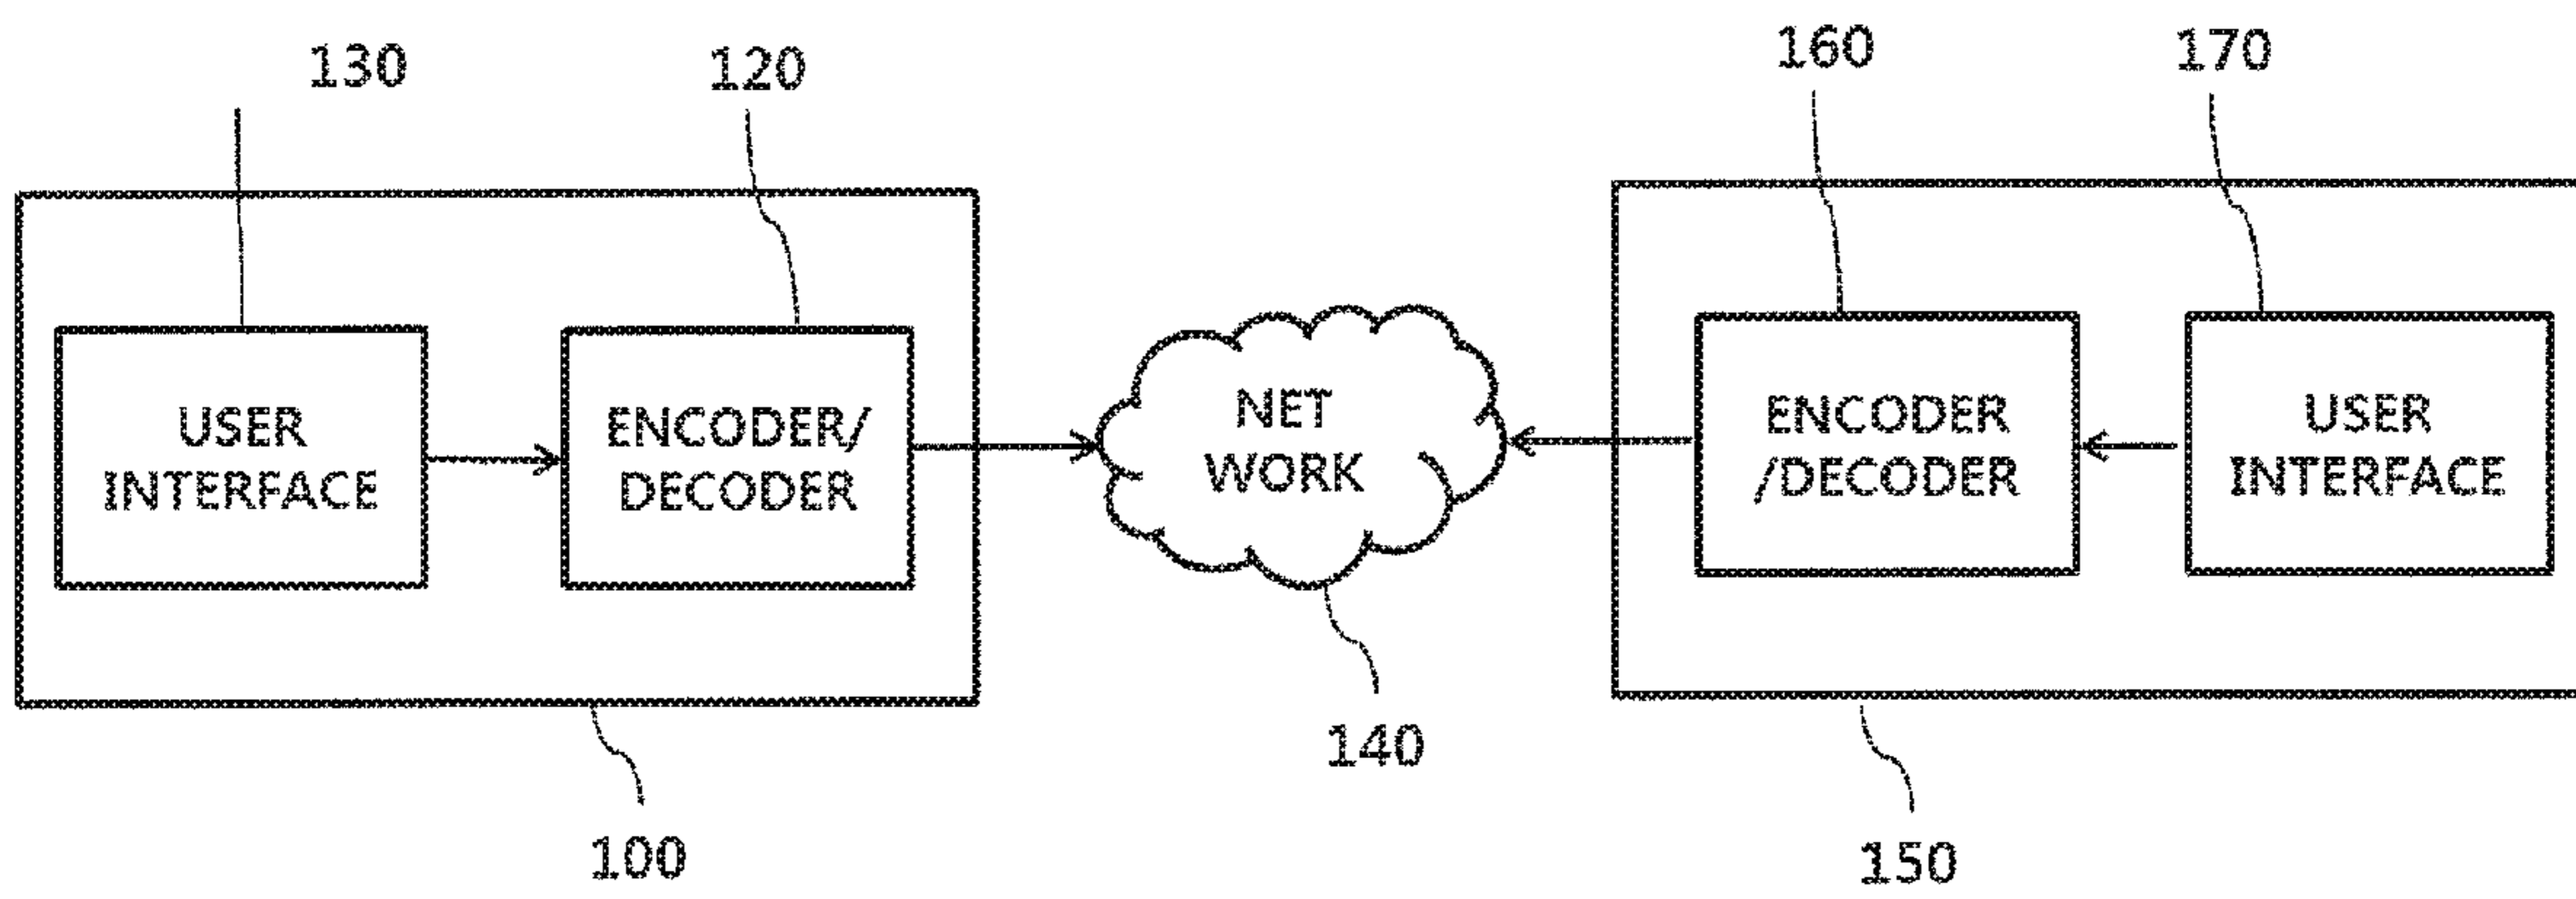 130
120
160
170
USER
INTERFACE
ENCODER/
DECODER
NET
WORK
ENCODER
/DECODER
USER
INTERFACE
140
100
150